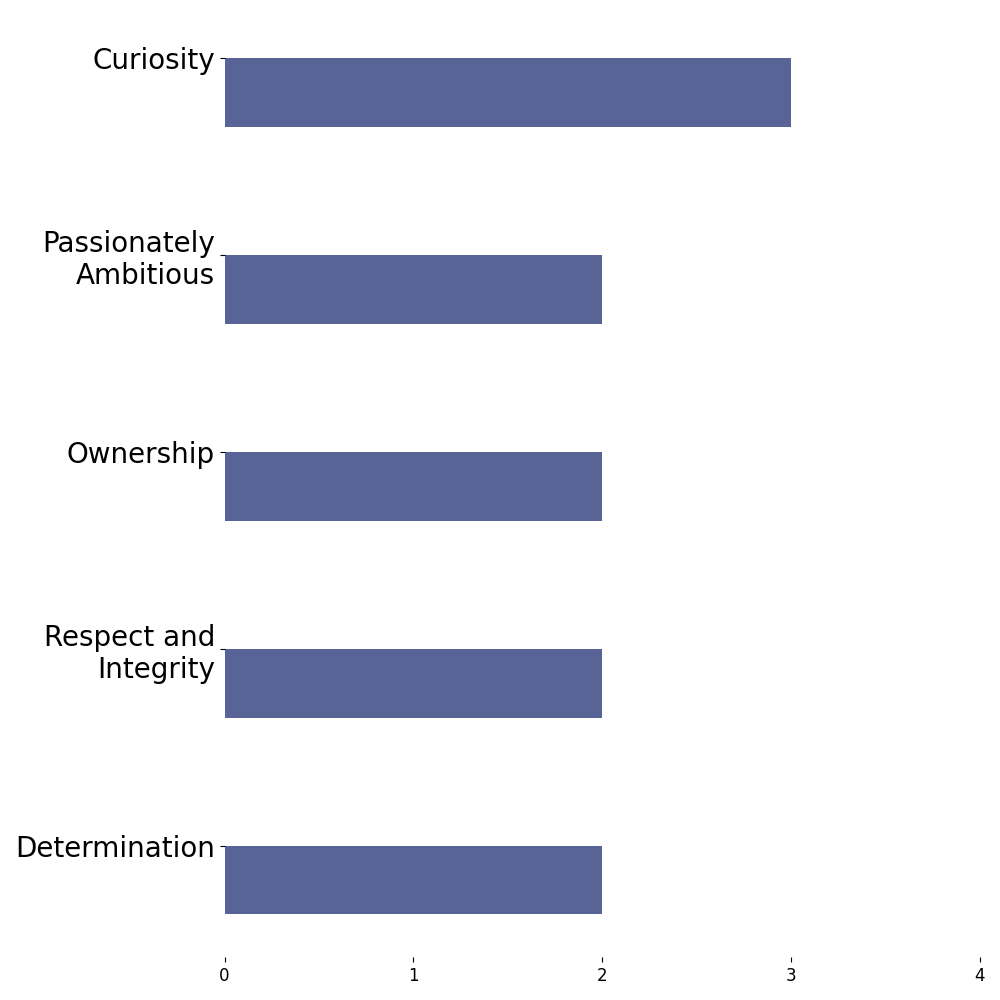 Curiosity
Passionately
Ambitious
Ownership
Respect and
Integrity
Determination
0 1 2 3 4